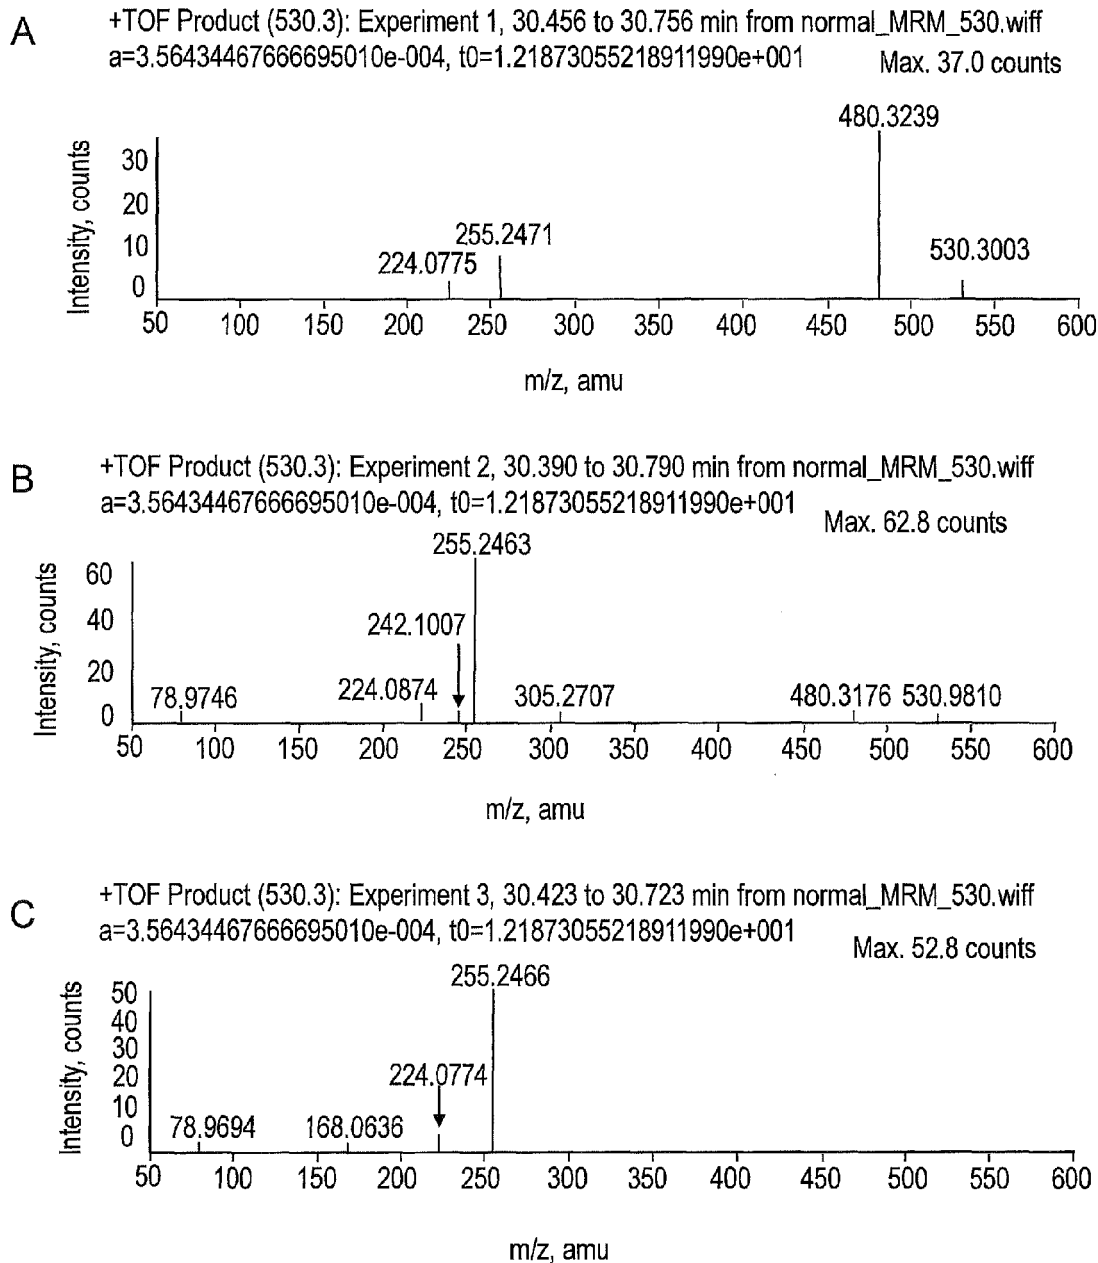 A
+TOF Product (530.3): Experiment 1, 30.456 to 30.756 min from normal_MRM_530.wiff
a=3.56434467666695010e-004, t0=1.21873055218911990e+001
Max. 37.0 counts
480.3239
30
20
10
0
Intensity, counts
255.2471
224.0775
530.3003
50 100 150 200 250 300 350 400 450 500 550 600
m/z, amu
B
+TOF Product (530.3): Experiment 2, 30.390 to 30.790 min from normal_MRM_530.wiff
a=3.56434467666695010e-004, t0=1.21873055218911990e+001
Max. 62.8 counts
255.2463
60
40
20
0
Intensity, counts
242.1007
78.9746
224.0874
305.2707
480.3176 530.9810
50 100 150 200 250 300 350 400 450 500 550 600
m/z, amu
C
+TOF Product (530.3): Experiment 3, 30.423 to 30.723 min from normal_MRM_530.wiff
a=3.56434467666695010e-004, t0=1.21873055218911990e+001
Max. 52.8 counts
255.2466
50
40
30
20
10
0
Intensity, counts
224.0774
78.9694
168.0636
50 100 150 200 250 300 350 400 450 500 550 600
m/z, amu